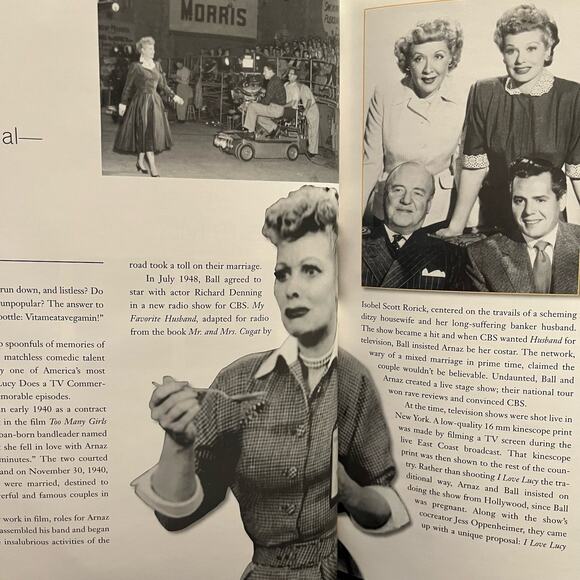 MORRIS
al—
run down, and listless? Do
unpopular? The answer to
bottle: Vitameatavegamin!"
spoonfuls of memories of
matchless comedic talent
y one of America's most
Lucy Does a TV Commer-
morable episodes.
n early 1940 as a contract
t in the film Too Many Girls
ban-born bandleader named
she fell in love with Arnaz
minutes." The two courted
and on November 30, 1940,
were married, destined to
erful and famous couples in
work in film, roles for Arnaz
assembled his band and began
e insalubrious activities of the
road took a toll on their marriage.
In July 1948, Ball agreed to
star with actor Richard Denning
in a new radio show for CBS. My
Favorite Husband, adapted for radio
from the book Mr. and Mrs. Cugat by
Isobel Scott Rorick, centered on the travails of a scheming
ditzy housewife and her long-suffering banker husband.
The show became a hit and when CBS wanted Husband for
television, Ball insisted Arnaz be her costar. The network,
wary of a mixed marriage in prime time, claimed the
couple wouldn't be believable. Undaunted, Ball and
Arnaz created a live stage show; their national tour
won rave reviews and convinced CBS.
At the time, television shows were shot live in
New York. A low-quality 16 mm kinescope print
was made by filming a TV screen during the
live East Coast broadcast. That kinescope
print was then shown to the rest of the coun-
try. Rather than shooting I Love Lucy the tra-
ditional way, Arnaz and Ball insisted on
doing the show from Hollywood, since Ball
was pregnant. Along with the show's
cocreator Jess Oppenheimer, they came
up with a unique proposal: I Love Lucy